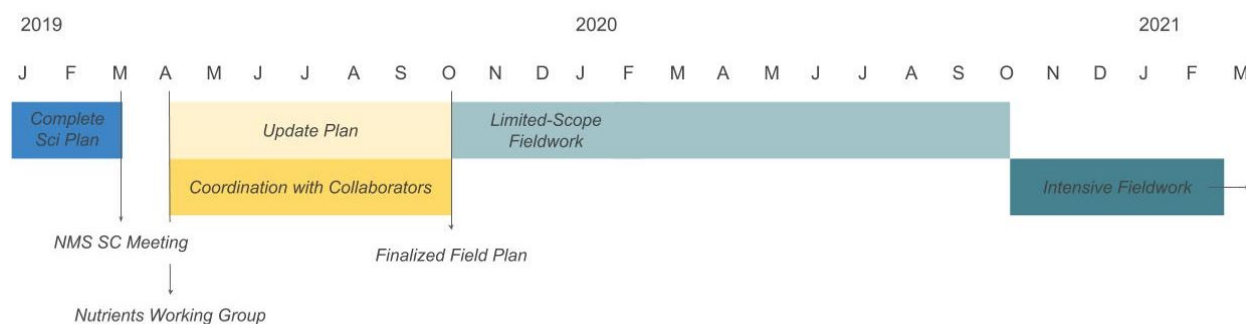 2019 2020 2021
J F M A M J J A S O N D J F M A M J J A S O N D J F M
Complete
Sci Plan
Update Plan
Limited-Scope
Fieldwork
Coordination with Collaborators
Intensive Fieldwork
NMS SC Meeting
Finalized Field Plan
Nutrients Working Group